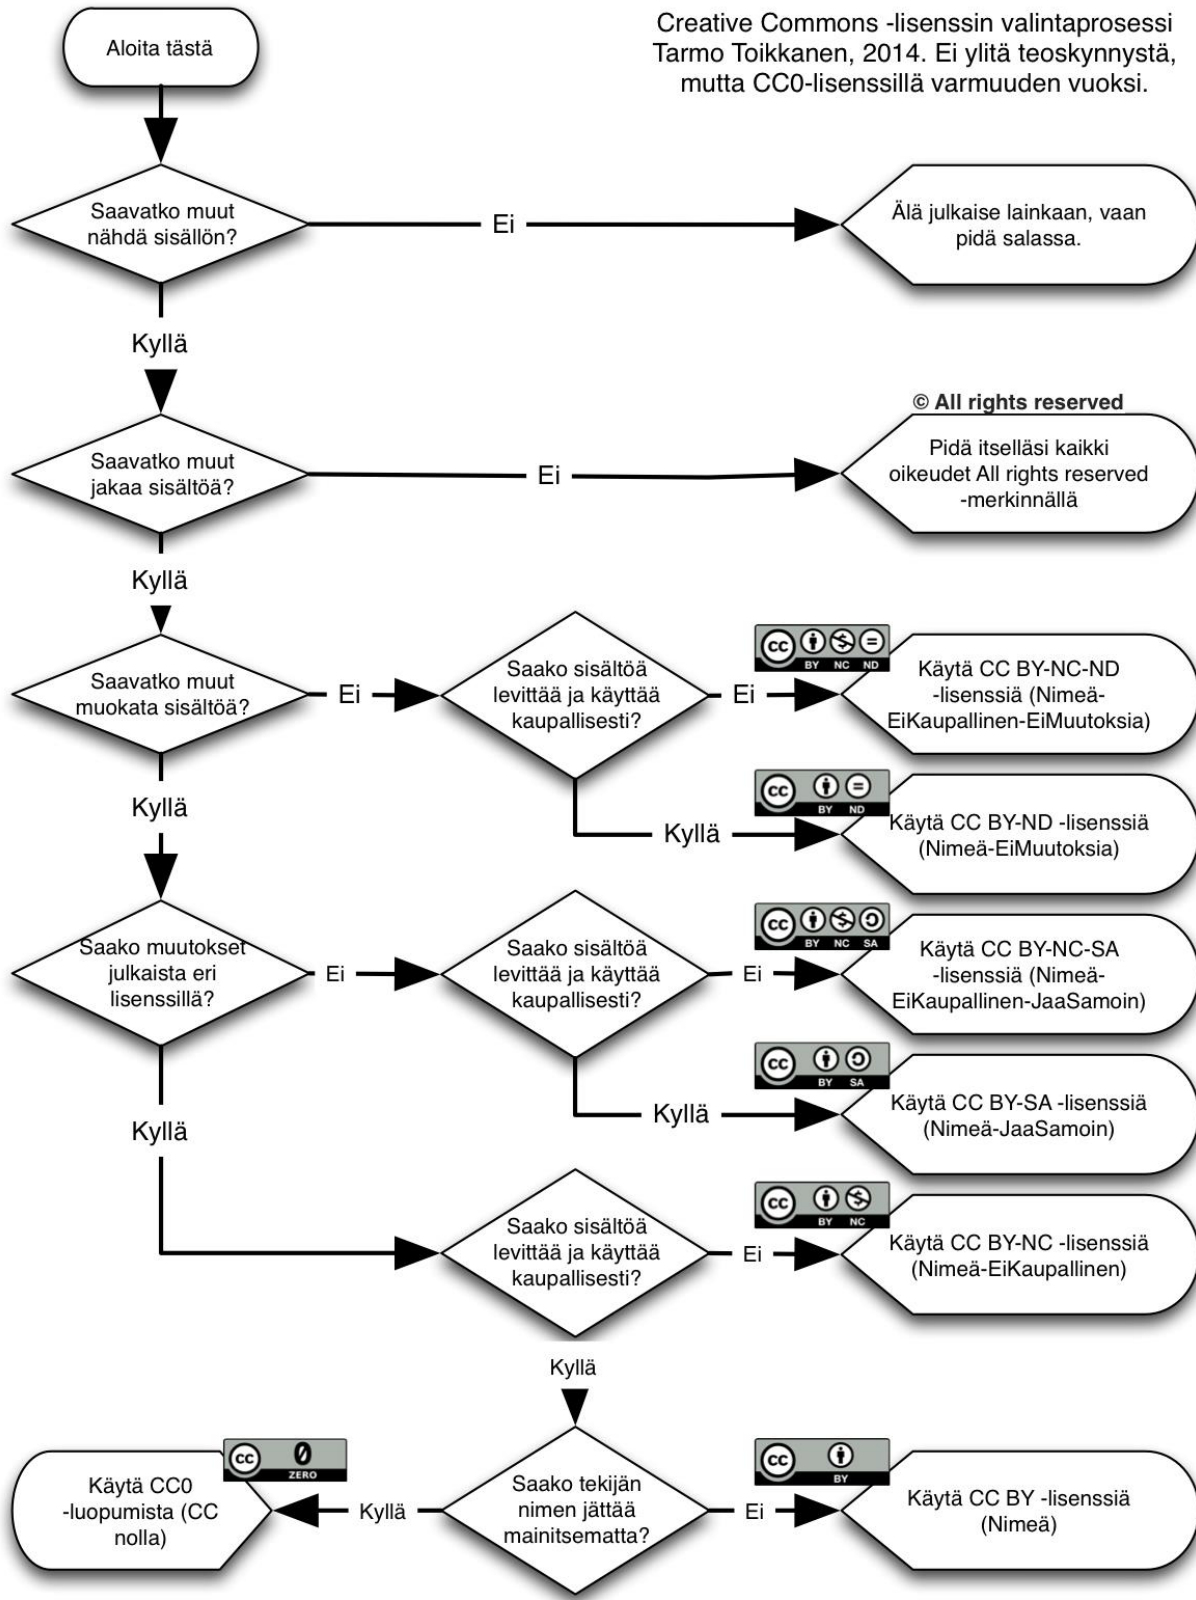 Aloita tästä
Creative Commons -lisenssin valintaprosessi
Tarmo Toikkanen, 2014. Ei ylitä teoskynnystä,
mutta CC0-lisenssillä varmuuden vuoksi.
Saavatko muut
nähdä sisällön?
Ei
Älä julkaise lainkaan, vaan
pidä salassa.
Kyllä
Saavatko muut
jakaa sisältöä?
Ei
© All rights reserved
Pidä itselläsi kaikki
oikeudet All rights reserved
-merkinnällä
Kyllä
Saavatko muut
muokata sisältöä?
Ei
Saako sisältöä
levittää ja käyttää
kaupallisesti?
Ei
cc
BY NC ND
Käytä CC BY-NC-ND
-lisenssiä (Nimeä-
EiKaupallinen-EiMuutoksia)
Kyllä
cc
BY ND
Käytä CC BY-ND -lisenssiä
(Nimeä-EiMuutoksia)
Kyllä
Saako muutokset
julkaista eri
lisenssillä?
Ei
Saako sisältöä
levittää ja käyttää
kaupallisesti?
Ei
cc
BY NC SA
Käytä CC BY-NC-SA
-lisenssiä (Nimeä-
EiKaupallinen-JaaSamoin)
Kyllä
cc
BY SA
Käytä CC BY-SA -lisenssiä
(Nimeä-JaaSamoin)
Kyllä
Saako sisältöä
levittää ja käyttää
kaupallisesti?
Ei
cc
BY NC
Käytä CC BY-NC -lisenssiä
(Nimeä-EiKaupallinen)
Kyllä
Saako tekijän
nimen jättää
mainitsematta?
Kyllä
cc 0
ZERO
Käytä CC0
-luopumista (CC
nolla)
Ei
cc
BY
Käytä CC BY -lisenssiä
(Nimeä)